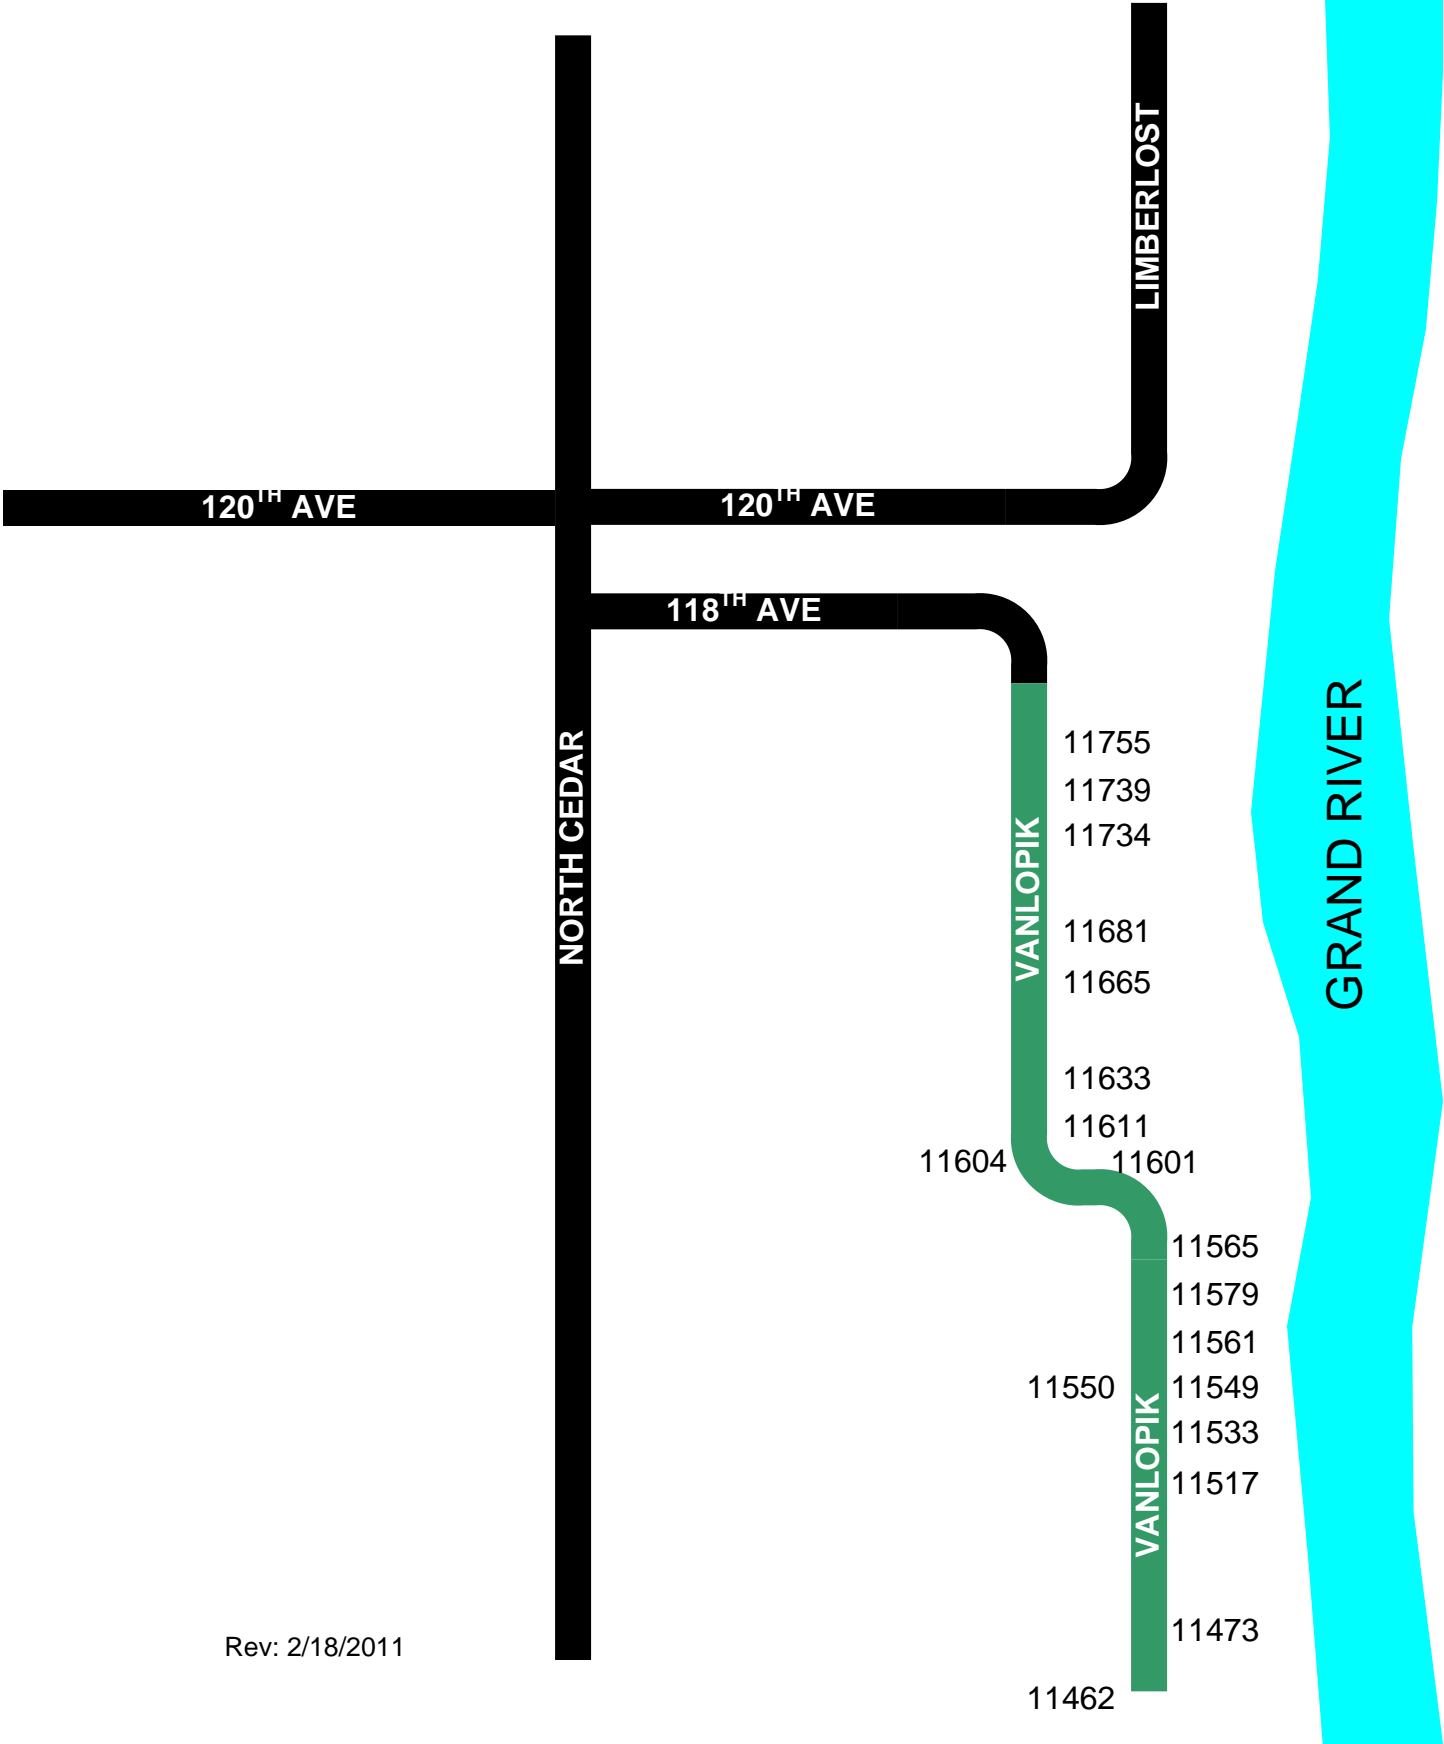 LIMBERLOST
120TH AVE
120TH AVE
118TH AVE
NORTH CEDAR
VANLOPIK
GRAND RIVER
11755
11739
11734
11681
11665
11633
11611
11604
11601
11565
11579
11561
11550
11549
11533
11517
VANLOPIK
11473
Rev: 2/18/2011
11462